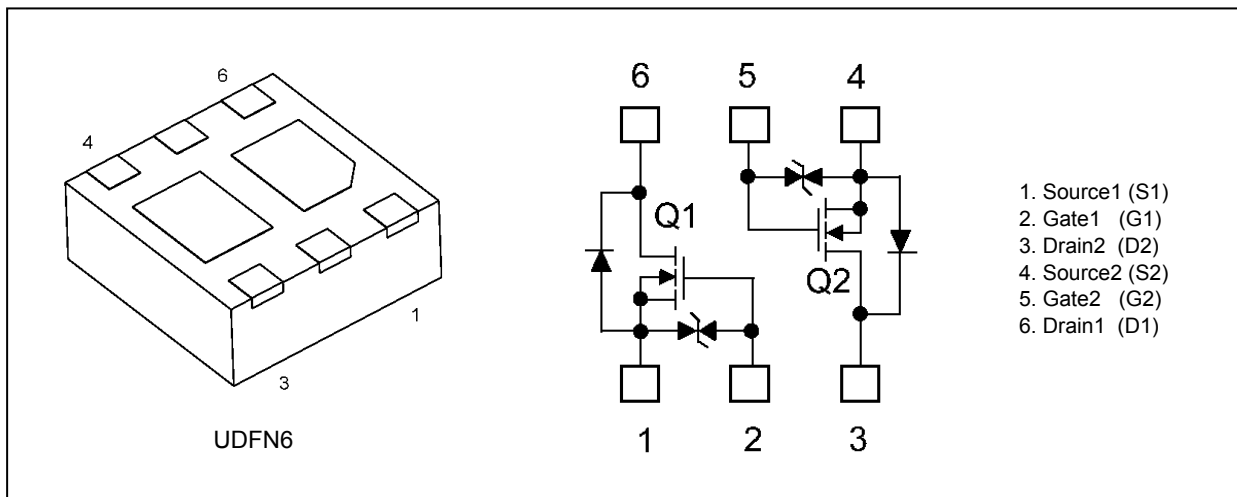 6
4
1
3
UDFN6
6 5 4
Q1
Q2
1 2 3
1. Source1 (S1)
2. Gate1 (G1)
3. Drain2 (D2)
4. Source2 (S2)
5. Gate2 (G2)
6. Drain1 (D1)